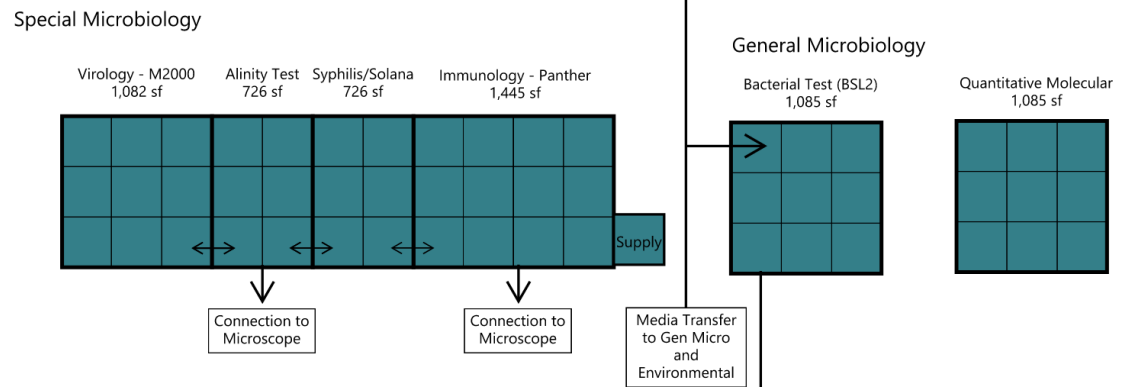 Special Microbiology
General Microbiology
Virology - M2000
1,082 sf
Alinity Test
726 sf
Syphilis/Solana
726 sf
Immunology - Panther
1,445 sf
Bacterial Test (BSL2)
1,085 sf
Quantitative Molecular
1,085 sf
Supply
Connection to
Microscope
Connection to
Microscope
Media Transfer
to Gen Micro
and
Environmental